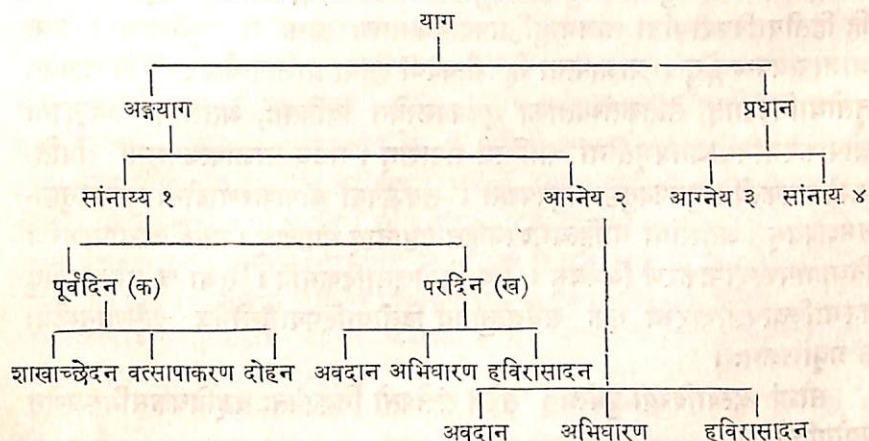 याग
अङ्गयाग प्रधान
सांनाय्य १ आग्नेय २ आग्नेय ३ सांनाय ४
पूर्वदिन (क) परदिन (ख)
शाखाच्छेदन वत्सापाकरण दोहन अवदान अभिघारण हविरासादन
अवदान अभिघारण हविरासादन